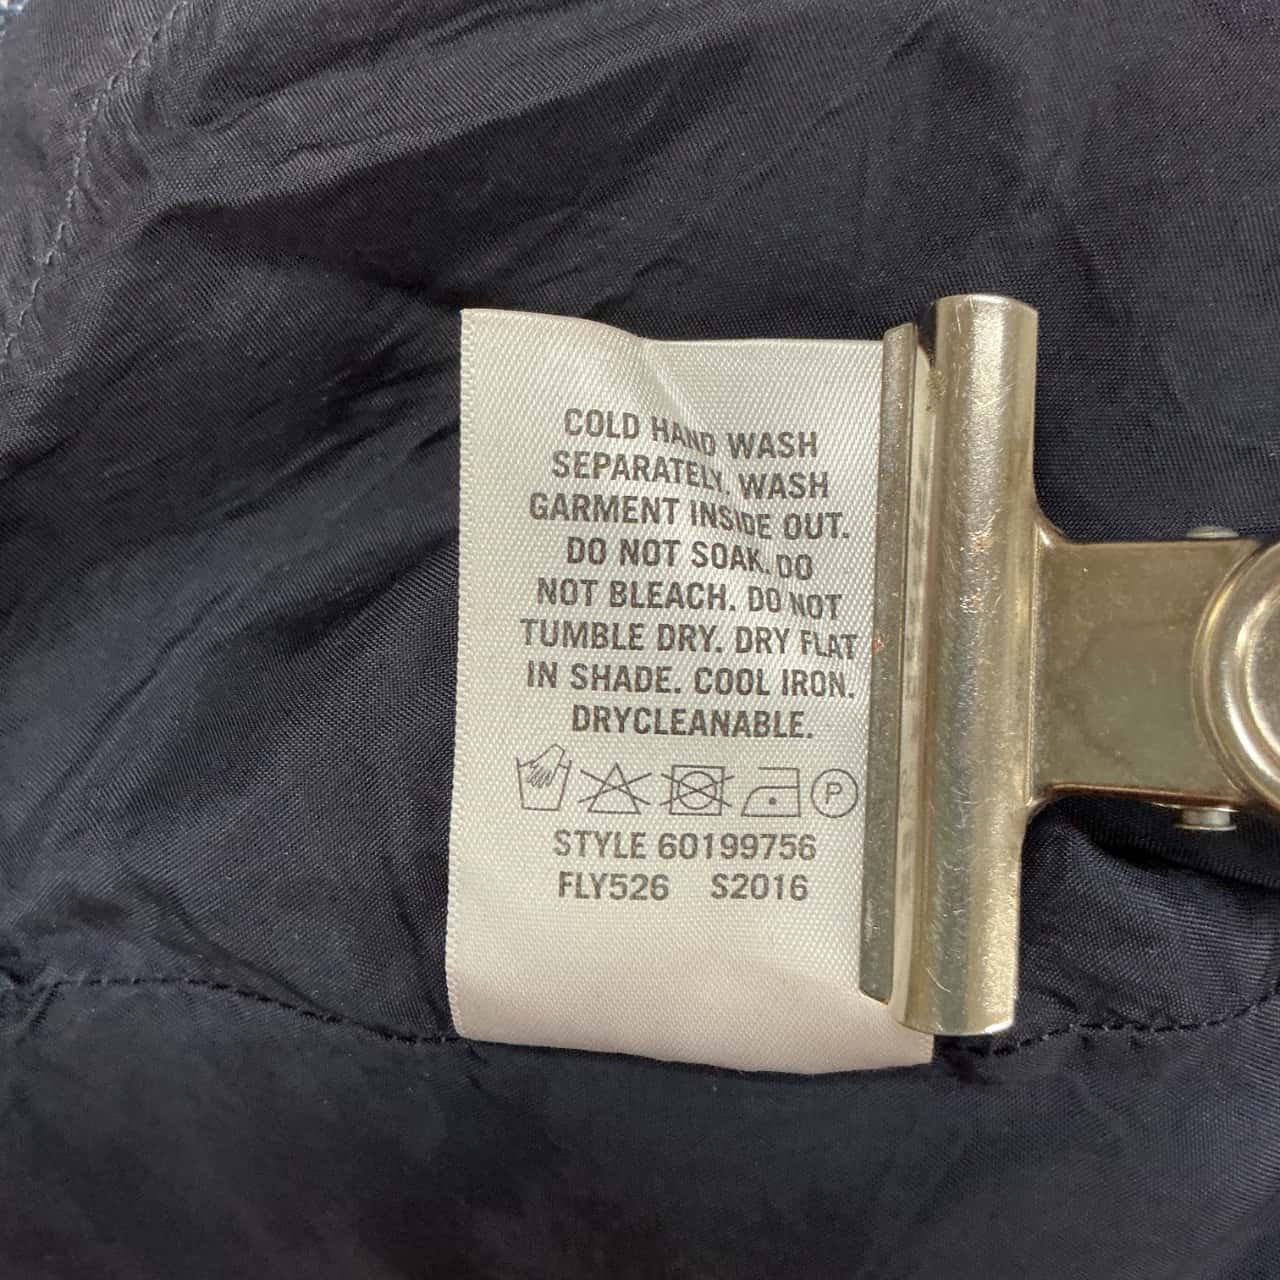 COLD HAND WASH
SEPARATELY. WASH
GARMENT INSIDE OUT.
DO NOT SOAK. DO
NOT BLEACH. DO NOT
TUMBLE DRY. DRY FLAT
IN SHADE. COOL IRON.
DRYCLEANABLE.
P
STYLE 60199756
FLY526 S2016